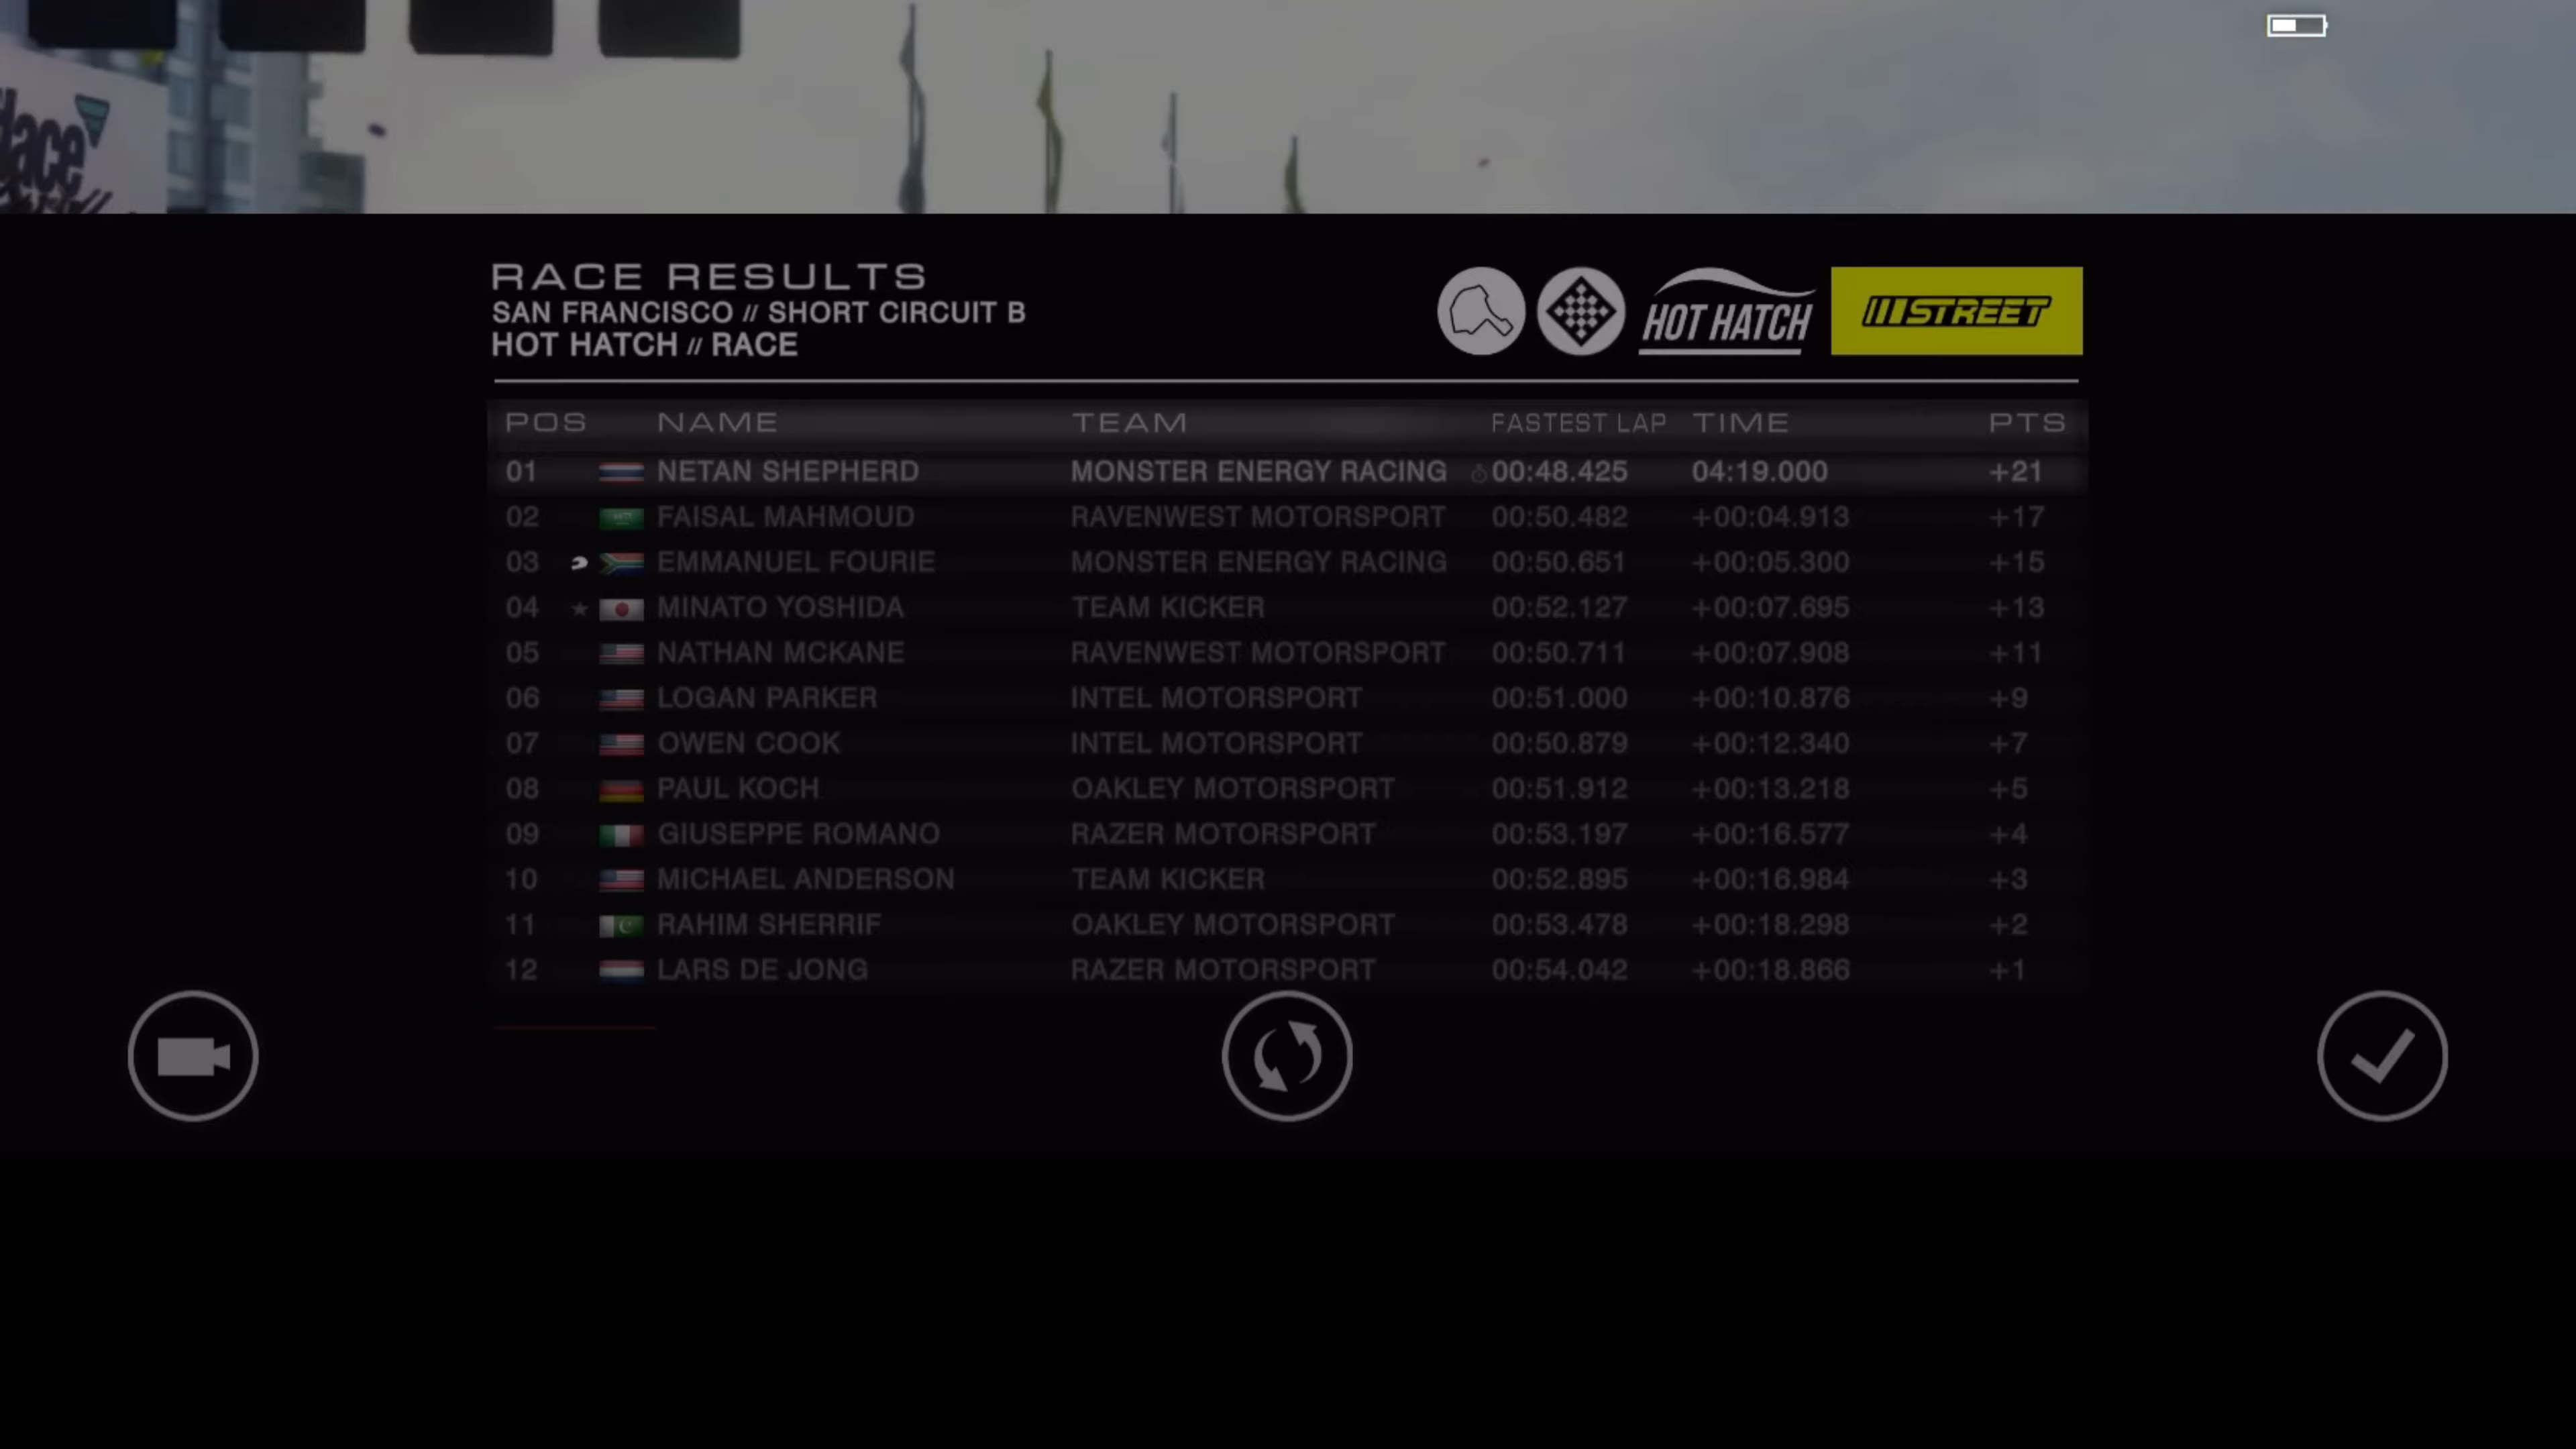 lace
RACE RESULTS
SAN FRANCISCO // SHORT CIRCUIT B
HOT HATCH // RACE
HOT HATCH
STREET
POS NAME TEAM FASTEST LAP TIME PTS
01 NETAN SHEPHERD MONSTER ENERGY RACING 00:48.425 04:19.000 +21
02 FAISAL MAHMOUD RAVENWEST MOTORSPORT 00:50.482 +00:04.913 +17
03 EMMANUEL FOURIE MONSTER ENERGY RACING 00:50.651 +00:05.300 +15
04 MINATO YOSHIDA TEAM KICKER 00:52.127 +00:07.695 +13
05 NATHAN MCKANE RAVENWEST MOTORSPORT 00:50.711 +00:07.908 +11
06 LOGAN PARKER INTEL MOTORSPORT 00:51.000 +00:10.876 +9
07 OWEN COOK INTEL MOTORSPORT 00:50.879 +00:12.340 +7
08 PAUL KOCH OAKLEY MOTORSPORT 00:51.912 +00:13.218 +5
09 GIUSEPPE ROMANO RAZER MOTORSPORT 00:53.197 +00:16.577 +4
10 MICHAEL ANDERSON TEAM KICKER 00:52.895 +00:16.984 +3
11 RAHIM SHERRIF OAKLEY MOTORSPORT 00:53.478 +00:18.298 +2
12 LARS DE JONG RAZER MOTORSPORT 00:54.042 +00:18.866 +1